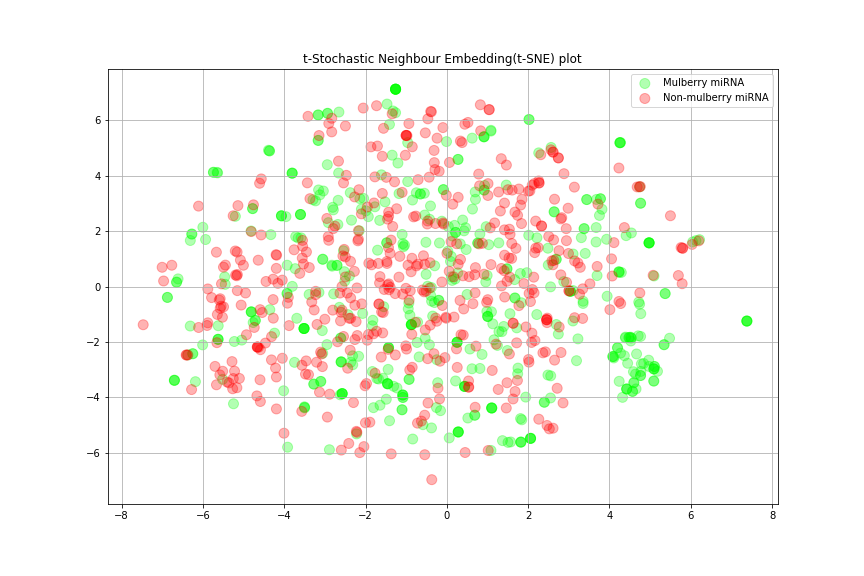 t-Stochastic Neighbour Embedding(t-SNE) plot
Mulberry miRNA
Non-mulberry miRNA
6
4
2
0
−2
−4
−6
−8 −6 −4 −2 0 2 4 6 8